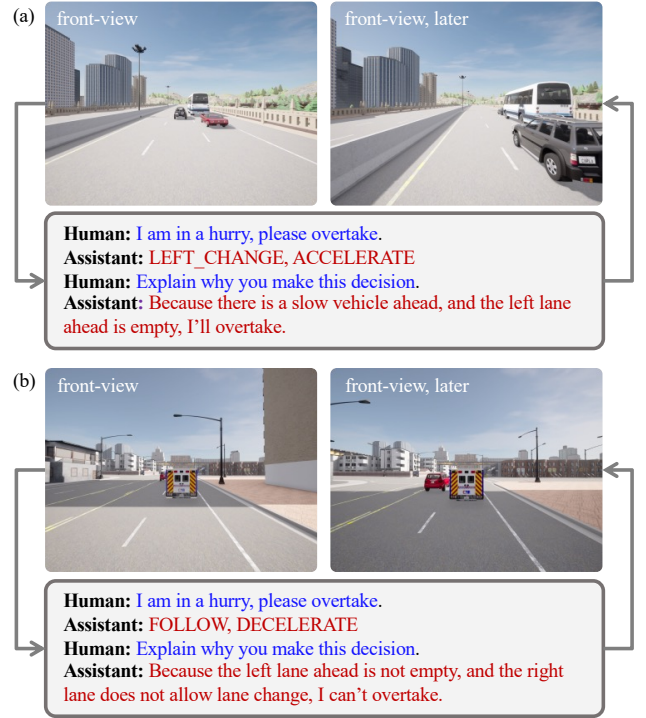 (a)
front-view
front-view, later
Human: I am in a hurry, please overtake.
Assistant: LEFT_CHANGE, ACCELERATE
Human: Explain why you make this decision.
Assistant: Because there is a slow vehicle ahead, and the left lane
ahead is empty, I’ll overtake.
(b)
front-view
front-view, later
Human: I am in a hurry, please overtake.
Assistant: FOLLOW, DECELERATE
Human: Explain why you make this decision.
Assistant: Because the left lane ahead is not empty, and the right
lane does not allow lane change, I can’t overtake.